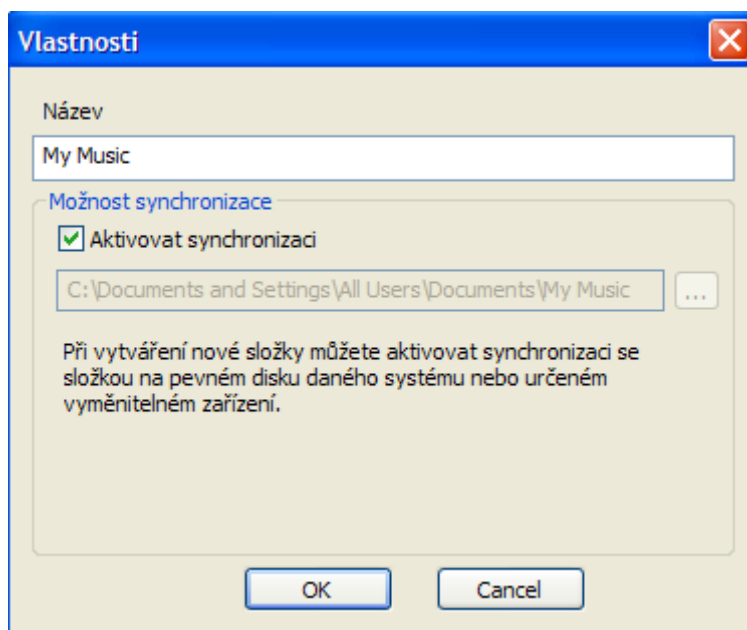 Vlastnosti
Název
My Music
Možnost synchronizace
Aktivovat synchronizaci
C:\Documents and Settings\All Users\Documents\My Music
...
Při vytváření nové složky můžete aktivovat synchronizaci se
složkou na pevném disku daného systému nebo určeném
vyměnitelném zařízení.
OK
Cancel